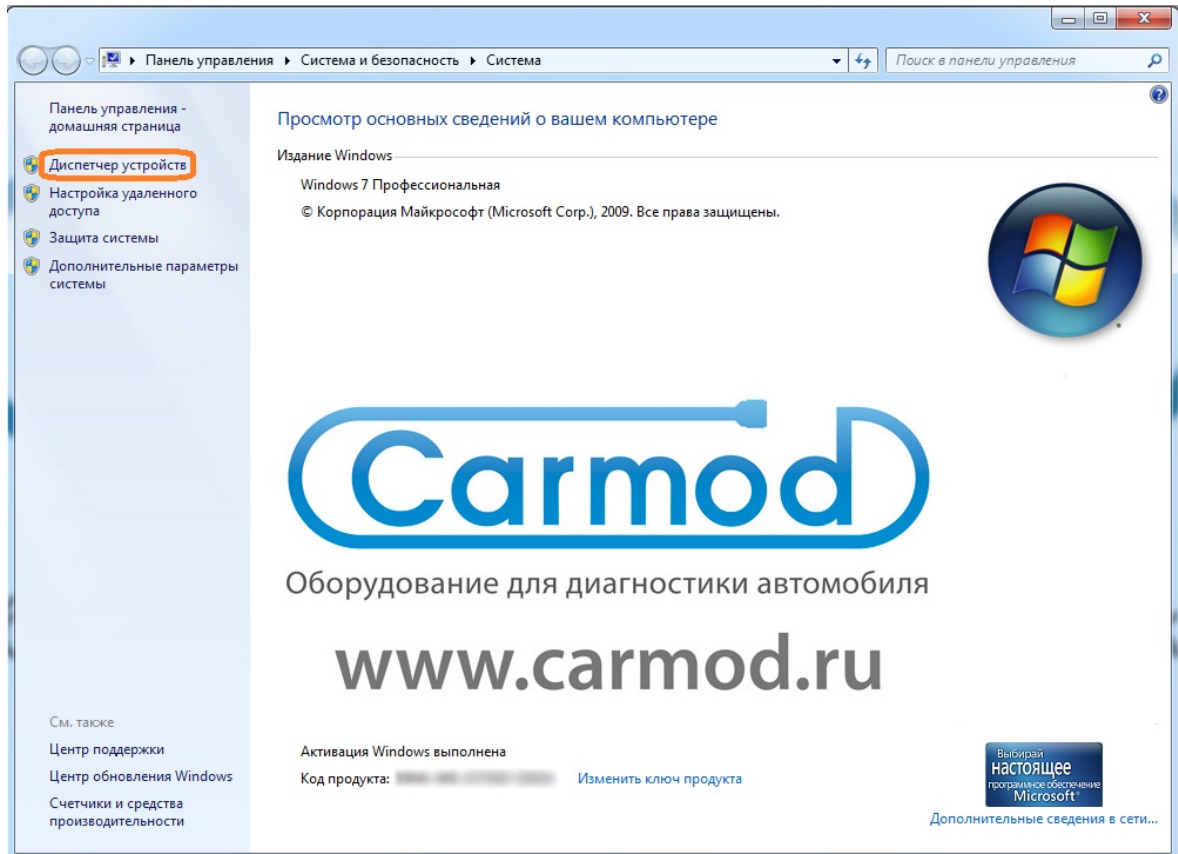 Панель управления ▸ Система и безопасность ▸ Система
Поиск в панели управления
Панель управления -
домашняя страница
Диспетчер устройств
Настройка удаленного
доступа
Защита системы
Дополнительные параметры
системы
Просмотр основных сведений о вашем компьютере
Издание Windows
Windows 7 Профессиональная
© Корпорация Майкрософт (Microsoft Corp.), 2009. Все права защищены.
Carmod
Оборудование для диагностики автомобиля
www.carmod.ru
См. также
Центр поддержки
Центр обновления Windows
Счетчики и средства
производительности
Активация Windows выполнена
Код продукта:
Изменить ключ продукта
Выбирай
настоящее
программное обеспечение
Microsoft®
Дополнительные сведения в сети...